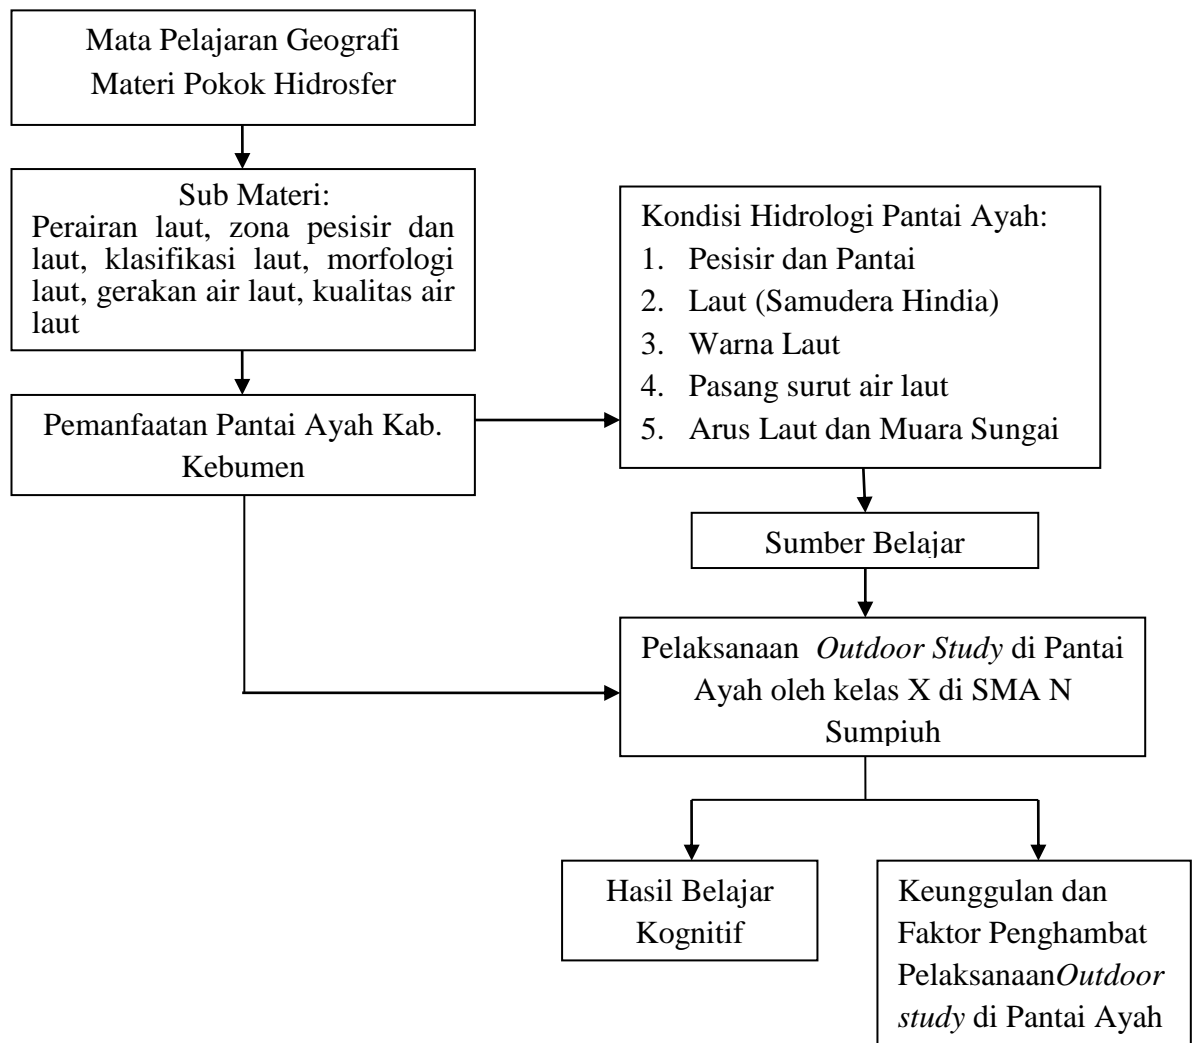 Mata Pelajaran Geografi
Materi Pokok Hidrosfer
Sub Materi:
Perairan laut, zona pesisir dan
laut, klasifikasi laut, morfologi
laut, gerakan air laut, kualitas air
laut
Pemanfaatan Pantai Ayah Kab.
Kebumen
Kondisi Hidrologi Pantai Ayah:
1. Pesisir dan Pantai
2. Laut (Samudera Hindia)
3. Warna Laut
4. Pasang surut air laut
5. Arus Laut dan Muara Sungai
Sumber Belajar
Pelaksanaan Outdoor Study di Pantai
Ayah oleh kelas X di SMA N
Sumpiuh
Hasil Belajar
Kognitif
Keunggulan dan
Faktor Penghambat
PelaksanaanOutdoor
study di Pantai Ayah